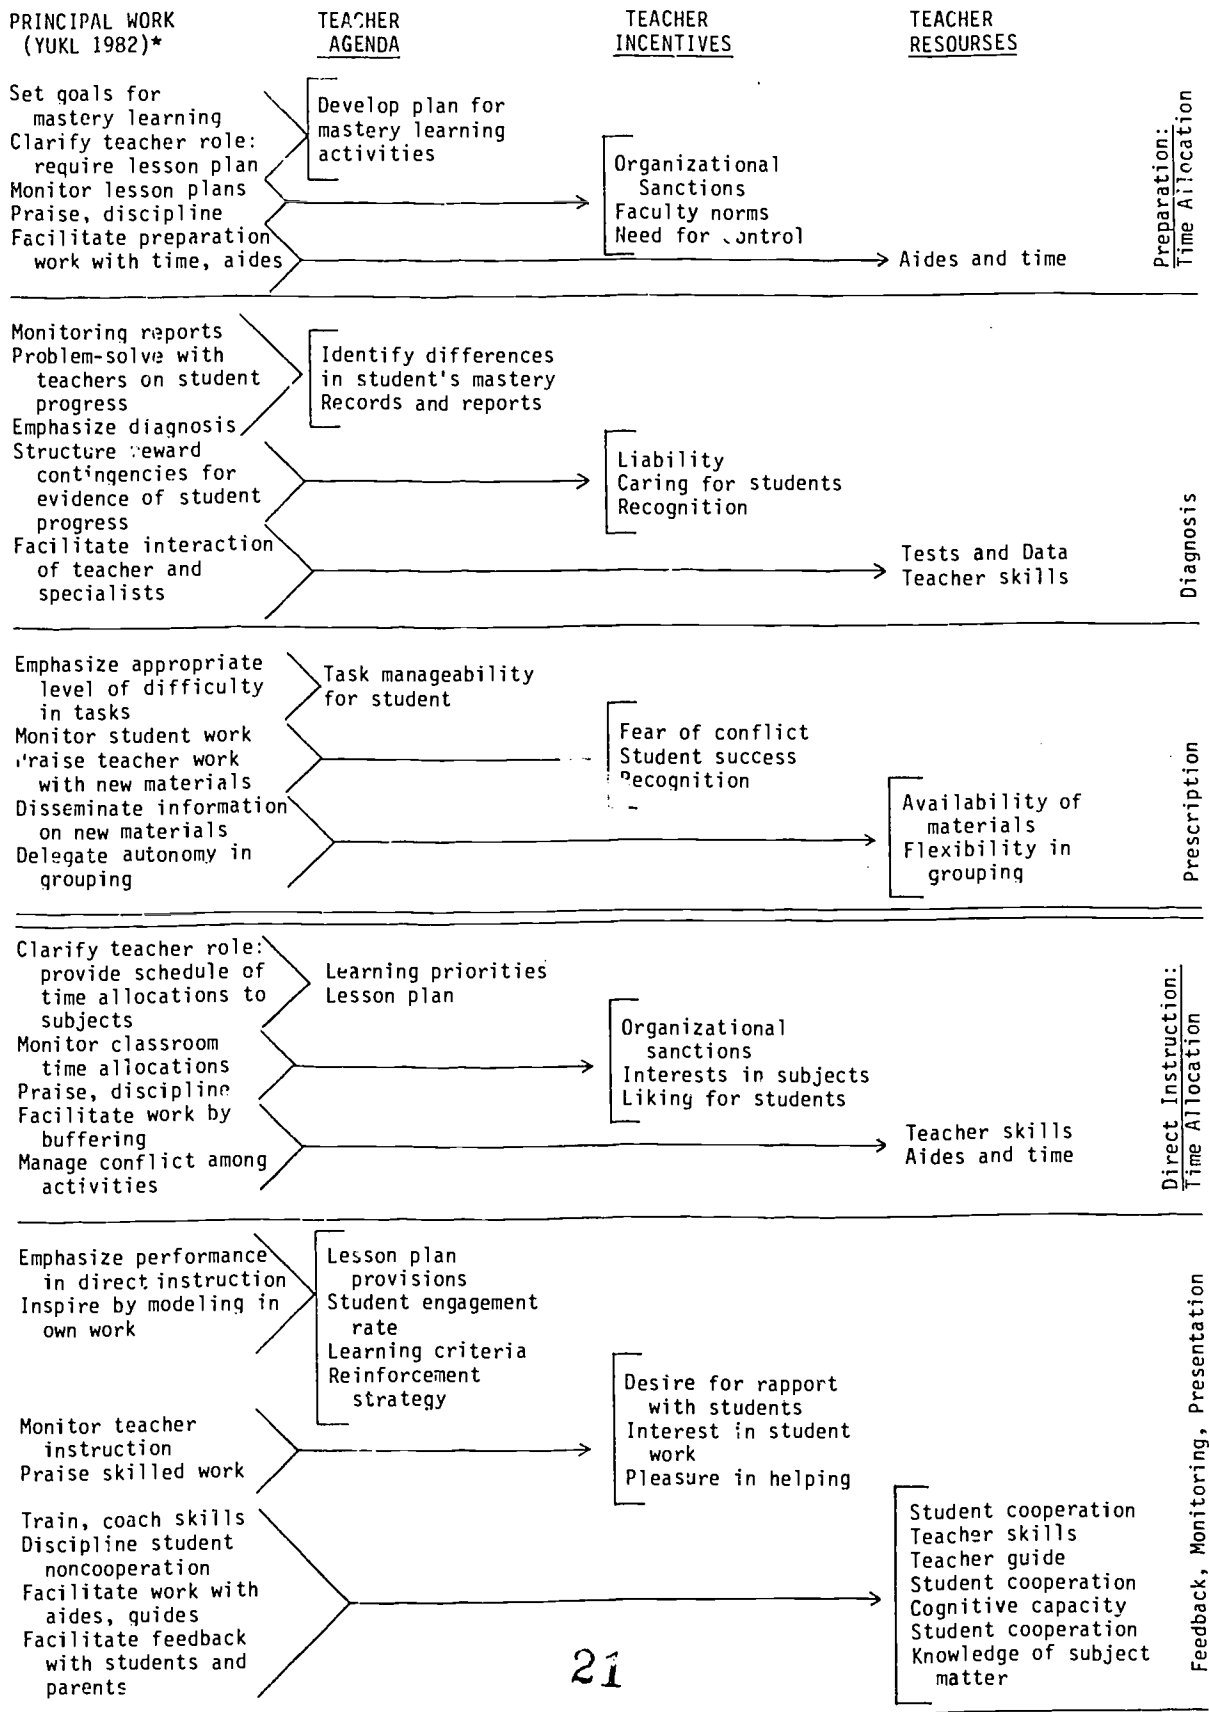 PRINCIPAL WORK
(YUKL 1982)*
TEACHER
AGENDA
TEACHER
INCENTIVES
TEACHER
RESOURSES
Set goals for
mastery learning
Clarify teacher role:
require lesson plan
Monitor lesson plans
Praise, discipline
Facilitate preparation
work with time, aides
Develop plan for
mastery learning
activities
Organizational
Sanctions
Faculty norms
Need for control
Aides and time
Preparation:
Time Allocation
Monitoring reports
Problem-solve with
teachers on student
progress
Emphasize diagnosis
Structure reward
contingencies for
evidence of student
progress
Facilitate interaction
of teacher and
specialists
Identify differences
in student's mastery
Records and reports
Liability
Caring for students
Recognition
Tests and Data
Teacher skills
Diagnosis
Emphasize appropriate
level of difficulty
in tasks
Monitor student work
Praise teacher work
with new materials
Disseminate information
on new materials
Delegate autonomy in
grouping
Task manageability
for student
Fear of conflict
Student success
Recognition
Availability of
materials
Flexibility in
grouping
Prescription
Clarify teacher role:
provide schedule of
time allocations to
subjects
Monitor classroom
time allocations
Praise, discipline
Facilitate work by
buffering
Manage conflict among
activities
Learning priorities
Lesson plan
Organizational
sanctions
Interests in subjects
Liking for students
Teacher skills
Aides and time
Direct Instruction:
Time Allocation
Emphasize performance
in direct instruction
Inspire by modeling in
own work
Monitor teacher
instruction
Praise skilled work
Train, coach skills
Discipline student
noncooperation
Facilitate work with
aides, guides
Facilitate feedback
with students and
parents
Lesson plan
provisions
Student engagement
rate
Learning criteria
Reinforcement
strategy
Desire for rapport
with students
Interest in student
work
Pleasure in helping
Student cooperation
Teacher skills
Teacher guide
Student cooperation
Cognitive capacity
Student cooperation
Knowledge of subject
matter
Feedback, Monitoring, Presentation
21